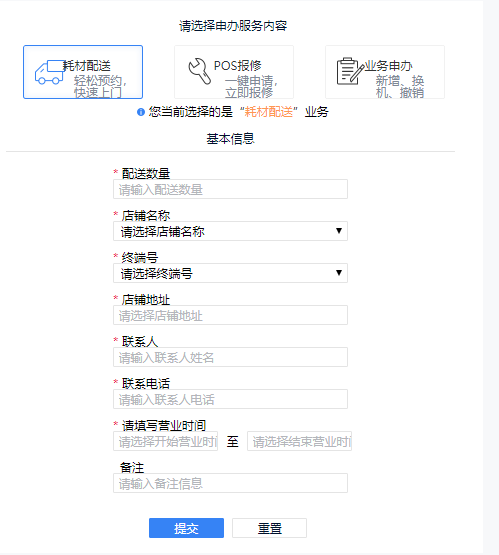 请选择申办服务内容
耗材配送
轻松预约，
快速上门
POS报修
一键申请，
立即报修
业务申办
新增、换
机、撤销
您当前选择的是“耗材配送”业务
基本信息
* 配送数量
请输入配送数量
* 店铺名称
请选择店铺名称
* 终端号
请选择终端号
* 店铺地址
请选择店铺地址
* 联系人
请输入联系人姓名
* 联系电话
请输入联系人电话
* 请填写营业时间
请选择开始营业时间 至 请选择结束营业时间
备注
请输入备注信息
提交 重置